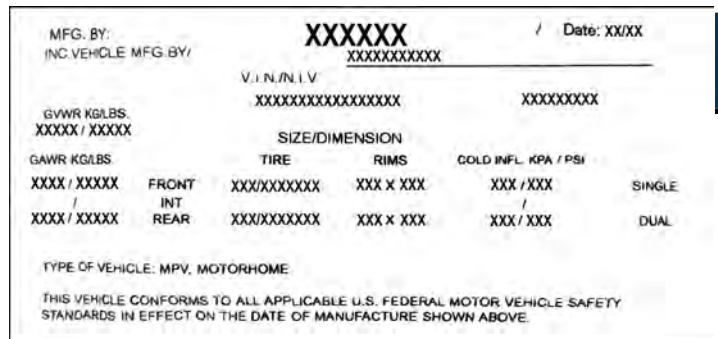 MFG. BY: XXXXXX / Date: XX/XX
INC.VEHICLE MFG.BY/ XXXXXXXXXXX
V.I.N./N.I.V
XXXXXXXXXXXXXXXXX XXXXXXXXX
GVWR KG/LBS.
XXXXX / XXXXX
SIZE/DIMENSION
GAWR KG/LBS. TIRE RIMS COLD INFL. KPA / PSI
XXXX / XXXXX FRONT XXX/XXXXXXX XXX X XXX XXX / XXX SINGLE
/ INT /
XXXX / XXXXX REAR XXX/XXXXXXX XXX X XXX XXX / XXX DUAL
TYPE OF VEHICLE: MPV, MOTORHOME
THIS VEHICLE CONFORMS TO ALL APPLICABLE U.S. FEDERAL MOTOR VEHICLE SAFETY
STANDARDS IN EFFECT ON THE DATE OF MANUFACTURE SHOWN ABOVE.